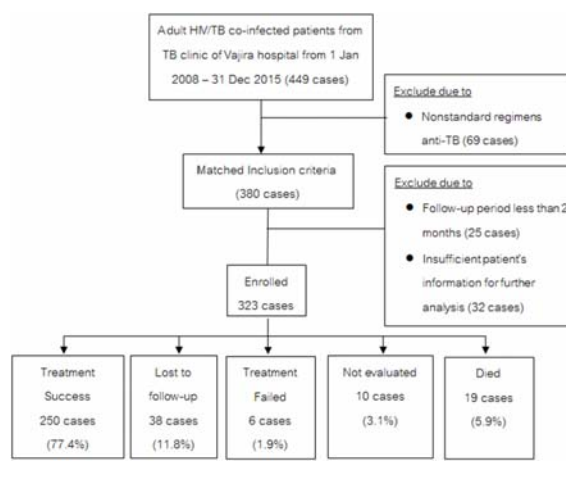 Adult HIV/TB co-infected patients from
TB clinic of Vajira hospital from 1 Jan
2008 – 31 Dec 2015 (449 cases)
Exclude due to
● Nonstandard regimens
anti-TB (69 cases)
Matched Inclusion criteria
(380 cases)
Exclude due to
● Follow-up period less than 2
months (25 cases)
● Insufficient patient's
information for further
analysis (32 cases)
Enrolled
323 cases
Treatment
Success
250 cases
(77.4%)
Lost to
follow-up
38 cases
(11.8%)
Treatment
Failed
6 cases
(1.9%)
Not evaluated
10 cases
(3.1%)
Died
19 cases
(5.9%)